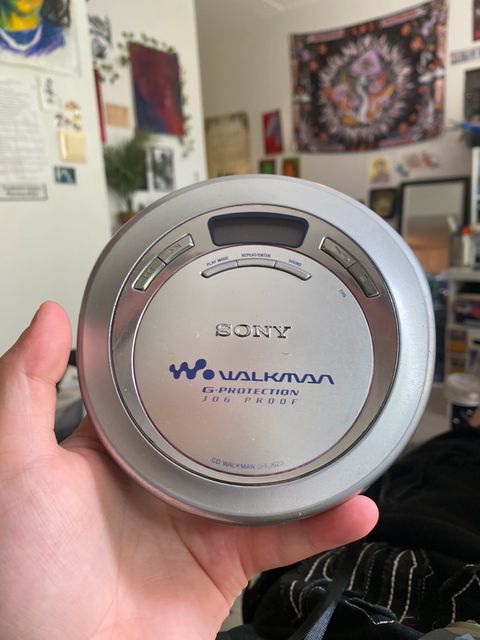 PLAY MODE
REPEAT/ENTER
SOUND
SONY
WALKMAN
G-PROTECTION
JOG PROOF